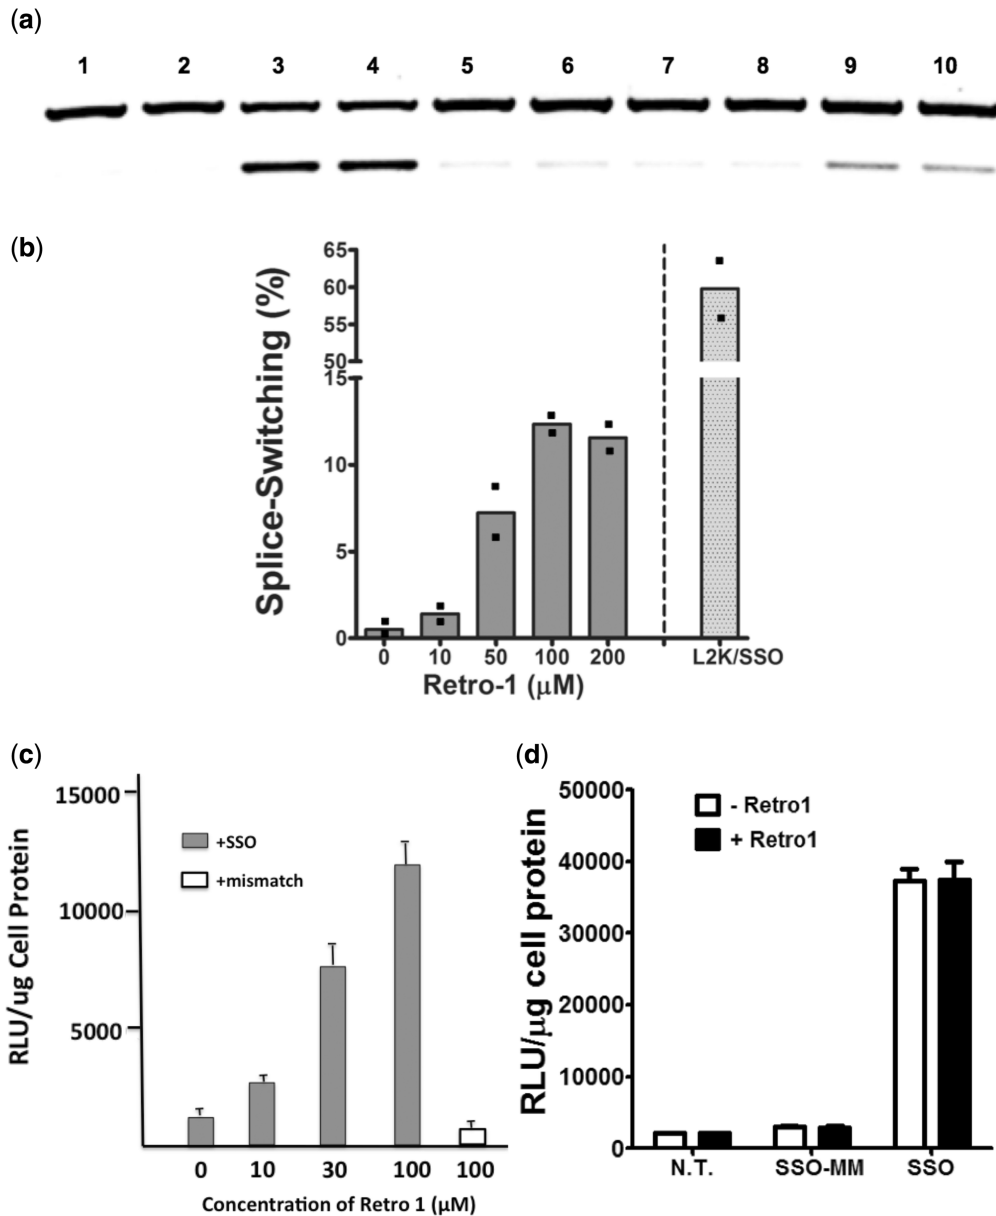 (a)
1 2 3 4 5 6 7 8 9 10
(b)
Splice-Switching (%)
65
60
55
50
15
10
5
0
0 10 50 100 200 L2K/SSO
Retro-1 (μM)
(c)
RLU/ug Cell Protein
15000
10000
5000
+SSO
+mismatch
0 10 30 100 100
Concentration of Retro 1 (μM)
(d)
RLU/μg cell protein
50000
40000
30000
20000
10000
0
- Retro1
+ Retro1
N.T. SSO-MM SSO